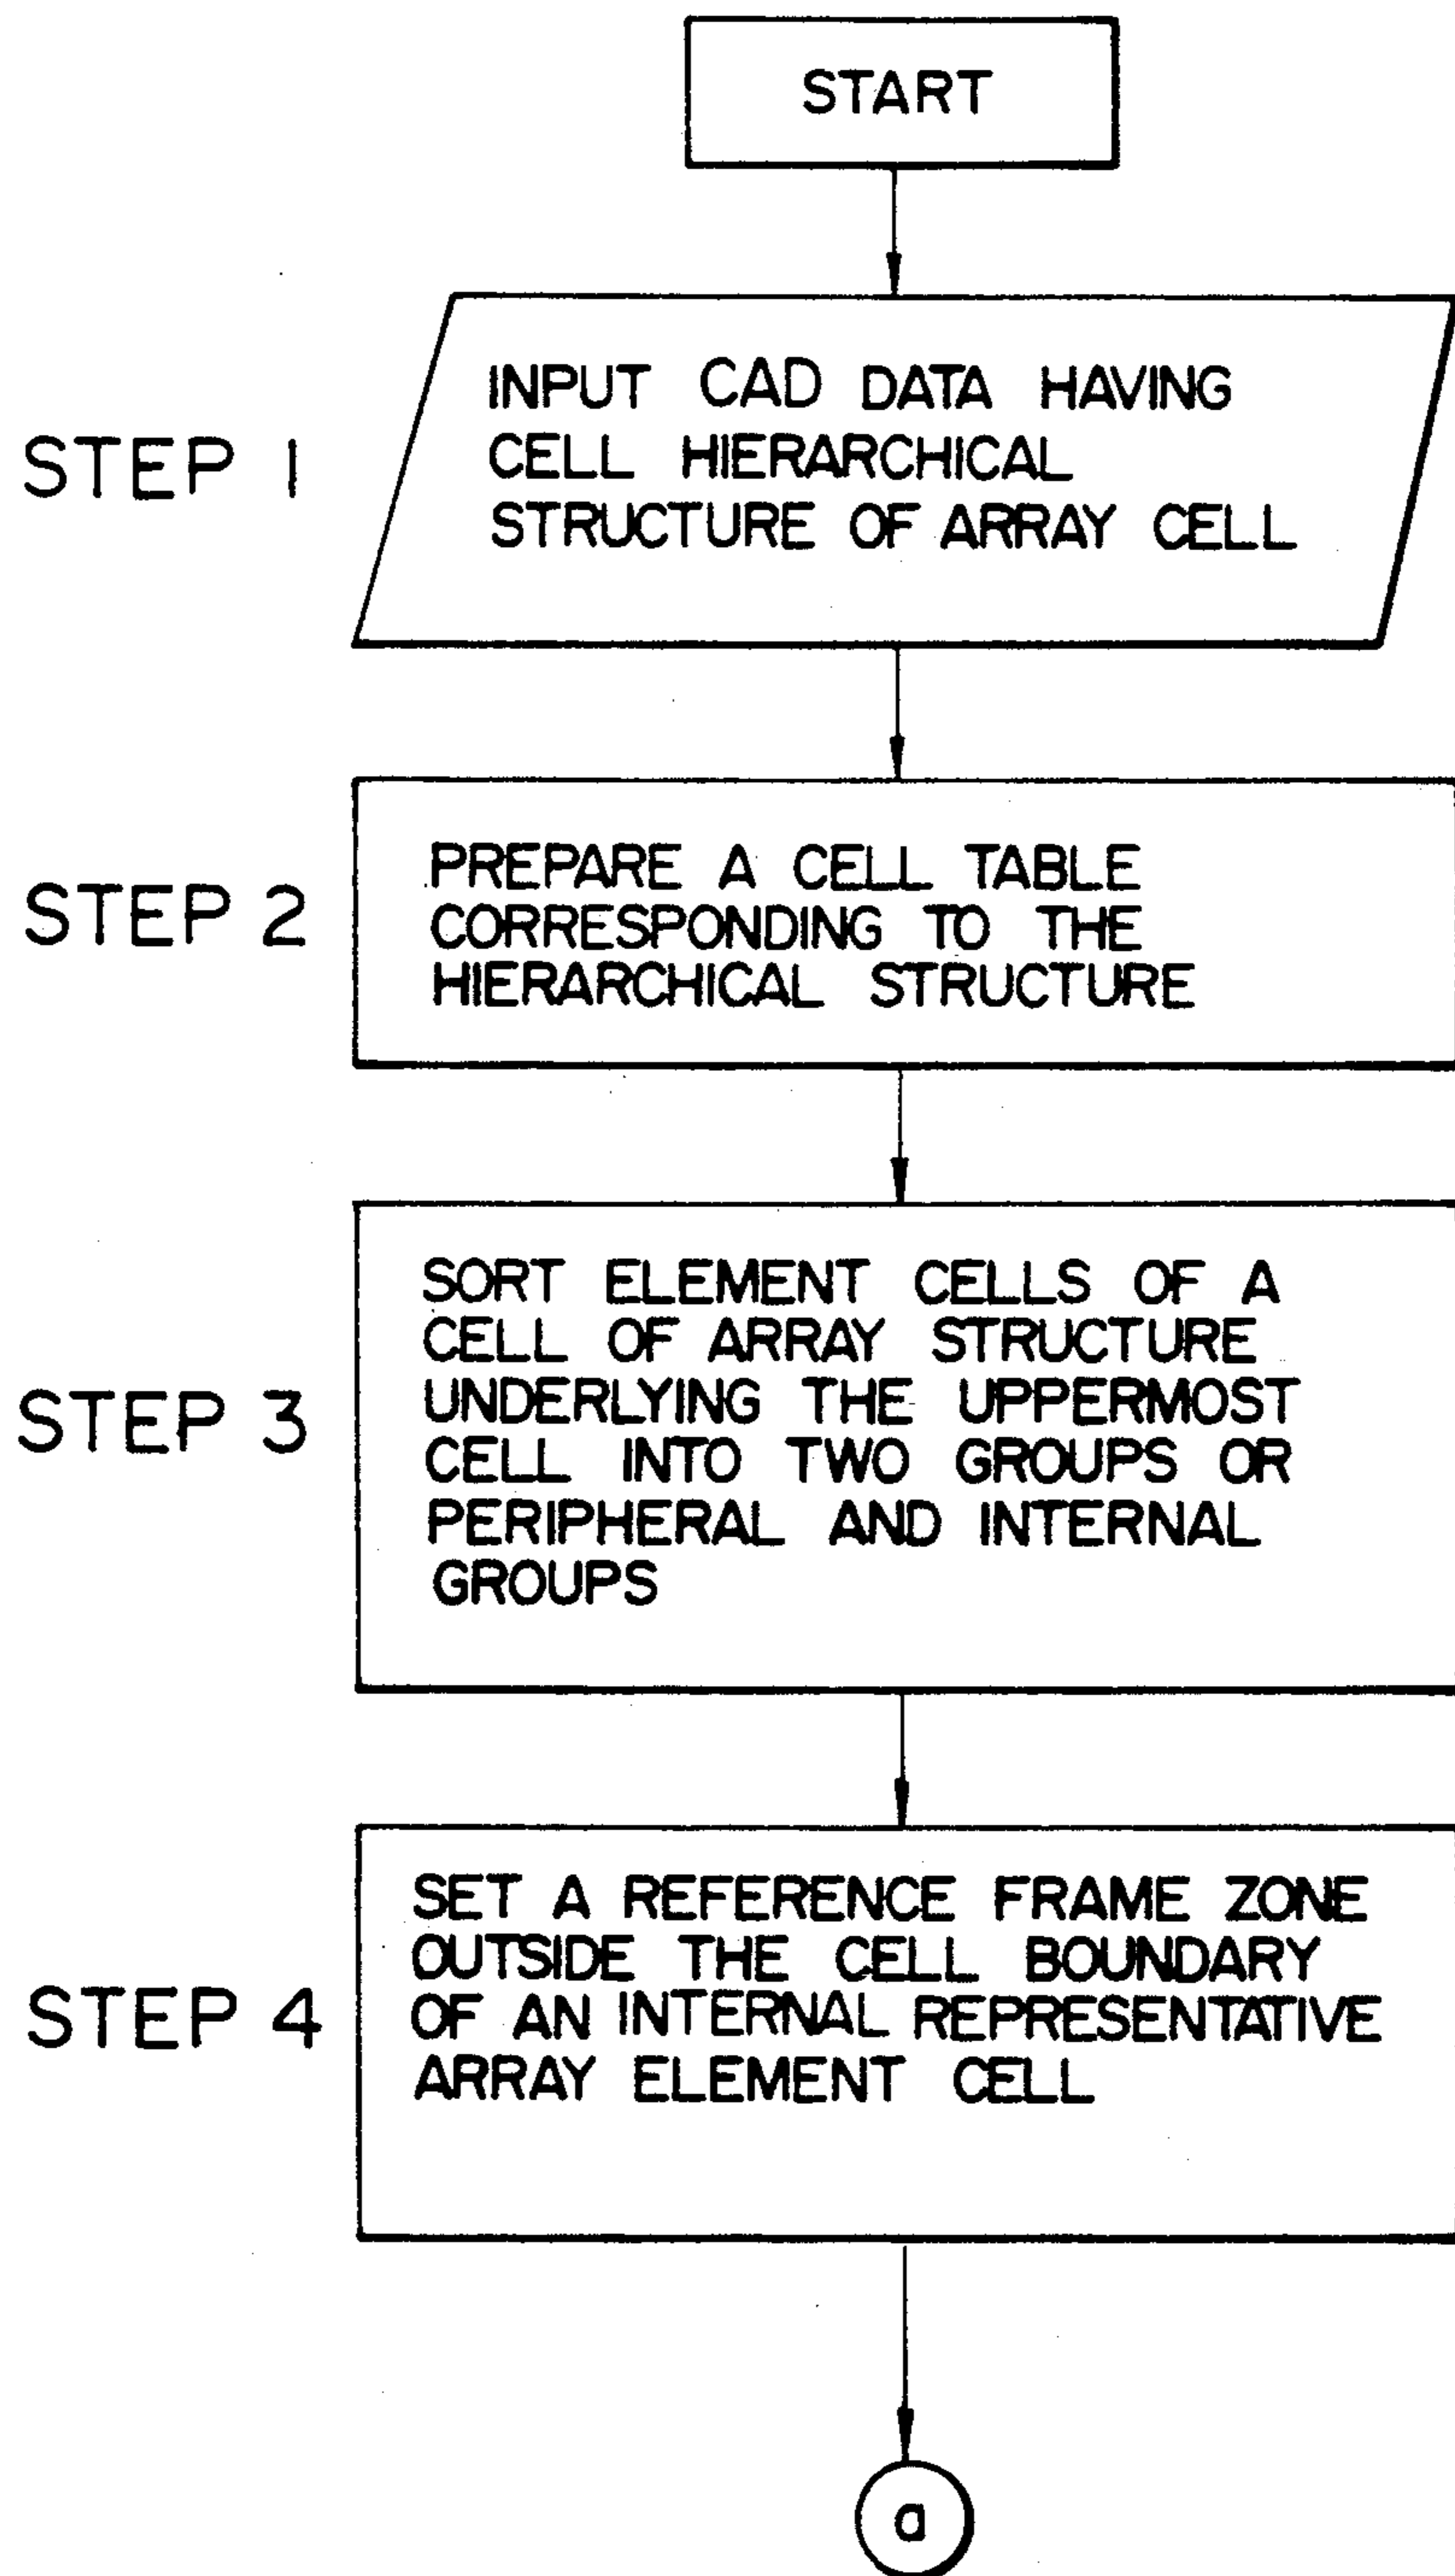 START
STEP 1
INPUT CAD DATA HAVING
CELL HIERARCHICAL
STRUCTURE OF ARRAY CELL
STEP 2
PREPARE A CELL TABLE
CORRESPONDING TO THE
HIERARCHICAL STRUCTURE
STEP 3
SORT ELEMENT CELLS OF A
CELL OF ARRAY STRUCTURE
UNDERLYING THE UPPERMOST
CELL INTO TWO GROUPS OR
PERIPHERAL AND INTERNAL
GROUPS
STEP 4
SET A REFERENCE FRAME ZONE
OUTSIDE THE CELL BOUNDARY
OF AN INTERNAL REPRESENTATIVE
ARRAY ELEMENT CELL
a